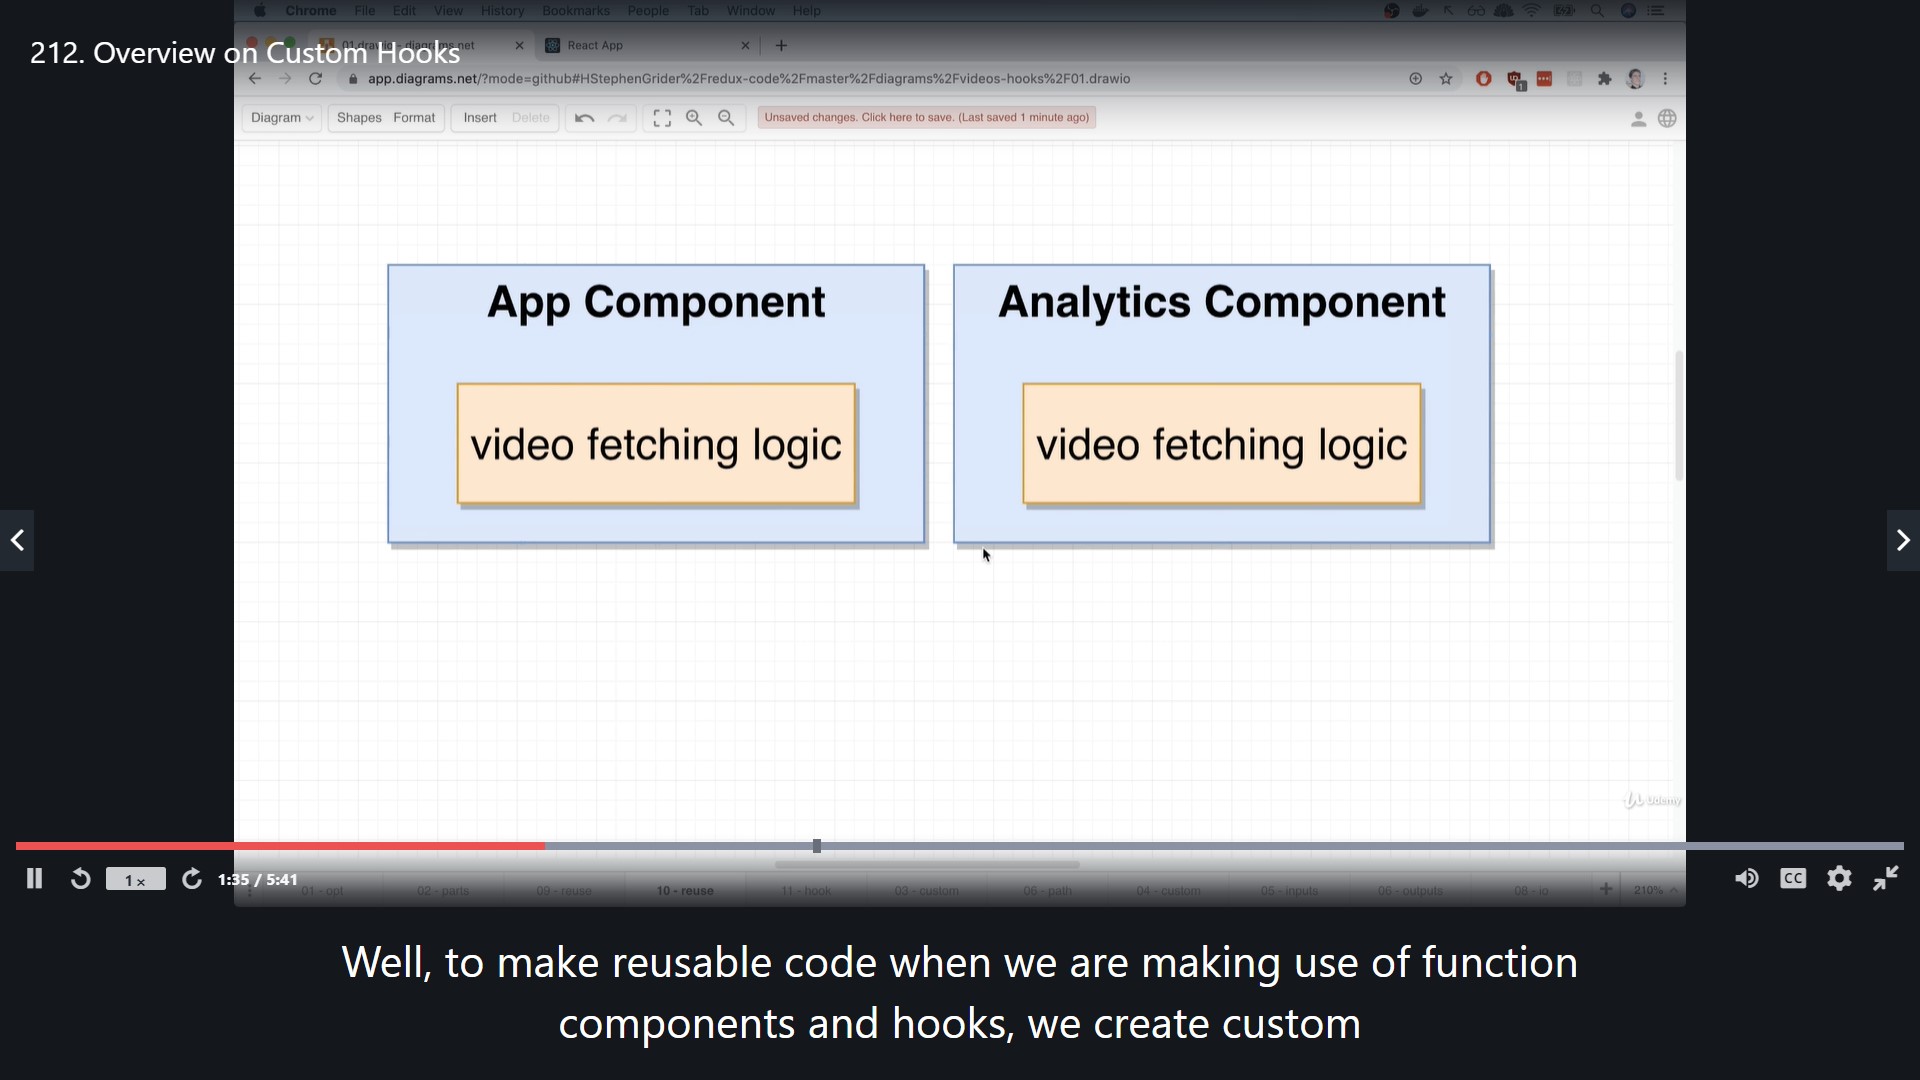 Chrome File Edit View History Bookmarks People Tab Window Help
212. Overview on Custom Hooks
01.drawio - diagrams.net
React App
app.diagrams.net/?mode=github#HStephenGrider%2Fredux-code%2Fmaster%2Fdiagrams%2Fvideos-hooks%2F01.drawio
1
Diagram Shapes Format Insert Delete Unsaved changes. Click here to save. (Last saved 1 minute ago)
App Component
video fetching logic
Analytics Component
video fetching logic
Udemy
1 x
1:35 / 5:41
CC
01 - opt 02 - parts 09 - reuse 10 - reuse 11 - hook 03 - custom 06 - path 04 - custom 05 - inputs 06 - outputs 08 - io 210%
Well, to make reusable code when we are making use of function
components and hooks, we create custom